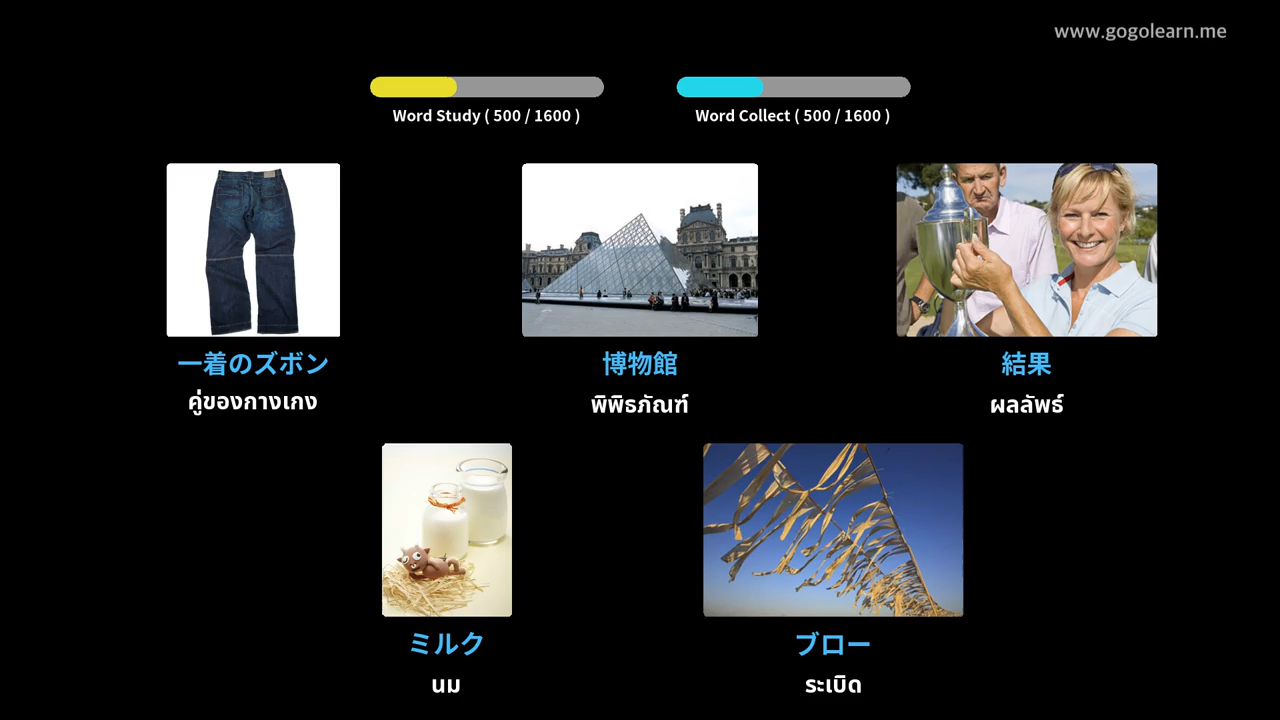 www.gogolearn.me
Word Study ( 500 / 1600 )
Word Collect ( 500 / 1600 )
一着のズボン
คู่ของกางเกง
博物館
พิพิธภัณฑ์
結果
ผลลัพธ์
ミルク
นม
ブロー
ระเบิด